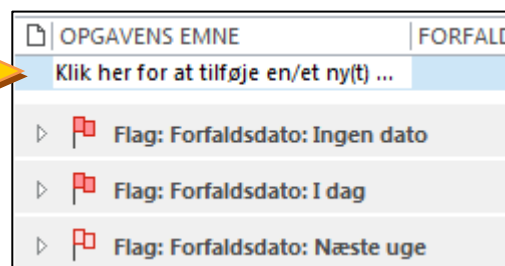 OPGAVENS EMNE FORFALD
Klik her for at tilføje en/et ny(t) ...
Flag: Forfaldsdato: Ingen dato
Flag: Forfaldsdato: I dag
Flag: Forfaldsdato: Næste uge